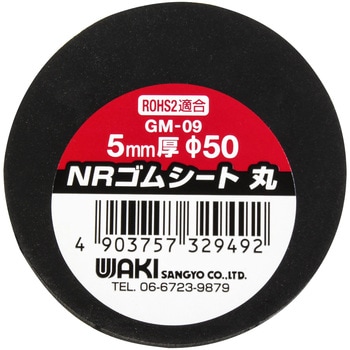 ROHS2適合
GM-09
5mm厚 Φ50
NRゴムシート 丸
4 903757 329492
WAKI SANGYO CO.,LTD.
TEL. 06-6723-9879